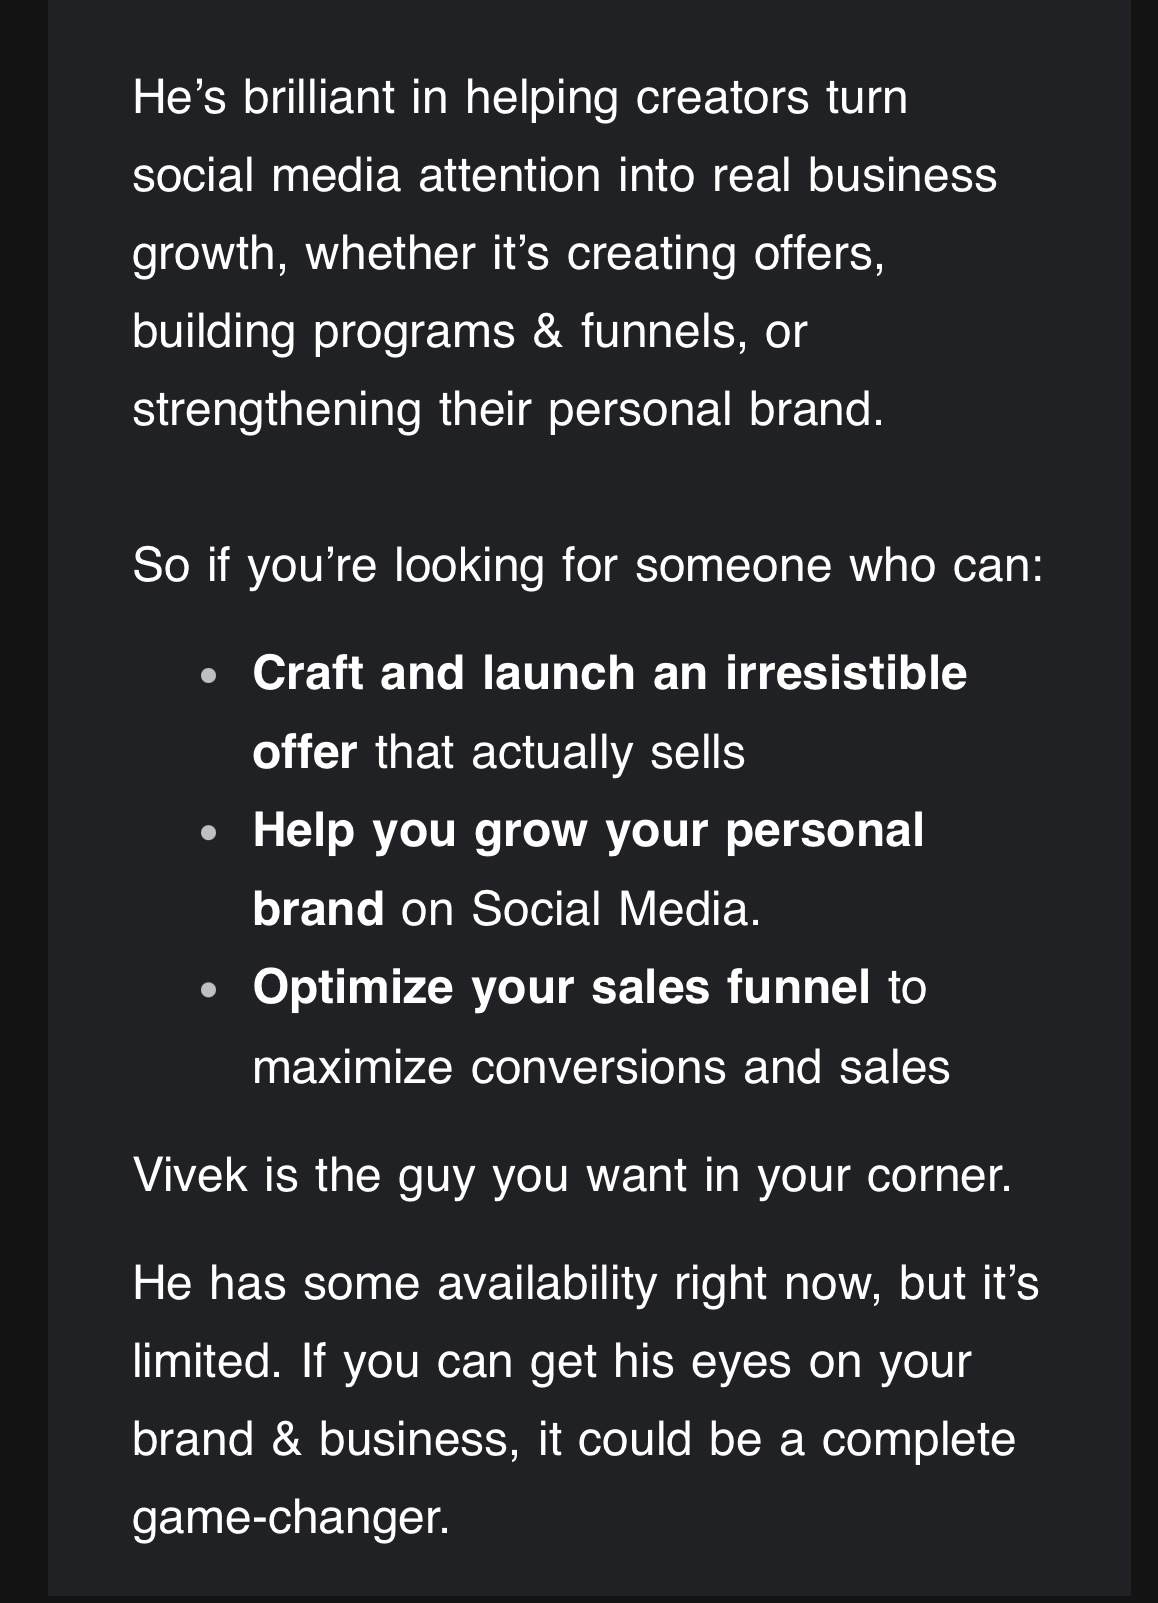 He’s brilliant in helping creators turn
social media attention into real business
growth, whether it’s creating offers,
building programs & funnels, or
strengthening their personal brand.
So if you’re looking for someone who can:
• Craft and launch an irresistible
offer that actually sells
• Help you grow your personal
brand on Social Media.
• Optimize your sales funnel to
maximize conversions and sales
Vivek is the guy you want in your corner.
He has some availability right now, but it’s
limited. If you can get his eyes on your
brand & business, it could be a complete
game-changer.